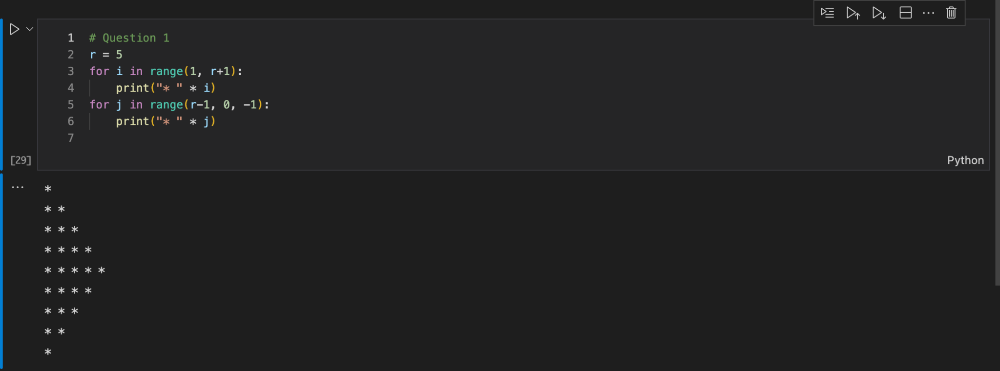 1 # Question 1
2 r = 5
3 for i in range(1, r+1):
4     print("* " * i)
5 for j in range(r-1, 0, -1):
6     print("* " * j)
7
[29]
Python
*
* *
* * *
* * * *
* * * * *
* * * *
* * *
* *
*